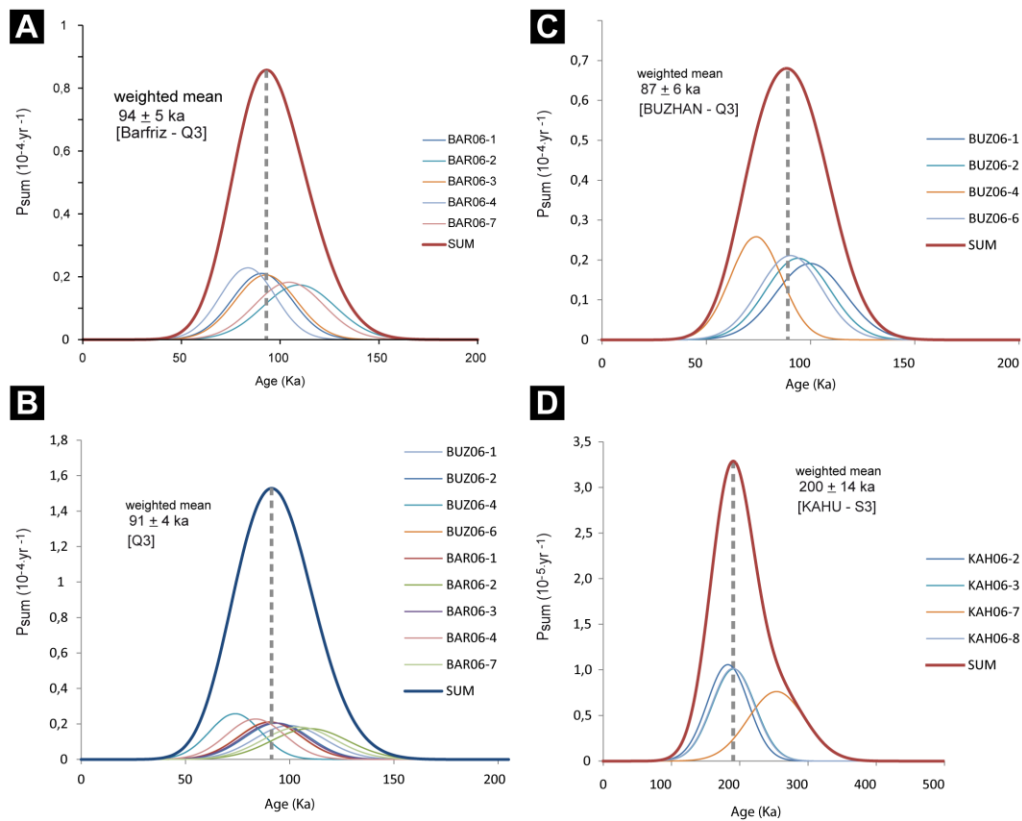 A
1
0,8
0,6
0,4
0,2
0
Psum (10-4.yr -1)
weighted mean
94 ± 5 ka
[Barfriz - Q3]
BAR06-1
BAR06-2
BAR06-3
BAR06-4
BAR06-7
SUM
0 50 100 150 200
Age (Ka)
C
0,7
0,6
0,5
0,4
0,3
0,2
0,1
0
Psum (10-4.yr -1)
weighted mean
87 ± 6 ka
[BUZHAN - Q3]
BUZ06-1
BUZ06-2
BUZ06-4
BUZ06-6
SUM
0 50 100 150 200
Age (Ka)
B
1,8
1,6
1,4
1,2
1
0,8
0,6
0,4
0,2
0
Psum (10-4.yr -1)
weighted mean
91 ± 4 ka
[Q3]
BUZ06-1
BUZ06-2
BUZ06-4
BUZ06-6
BAR06-1
BAR06-2
BAR06-3
BAR06-4
BAR06-7
SUM
0 50 100 150 200
Age (Ka)
D
3,5
3,0
2,5
2,0
1,5
1,0
0,5
0
Psum (10-5.yr -1)
weighted mean
200 ± 14 ka
[KAHU - S3]
KAH06-2
KAH06-3
KAH06-7
KAH06-8
SUM
0 100 200 300 400 500
Age (Ka)